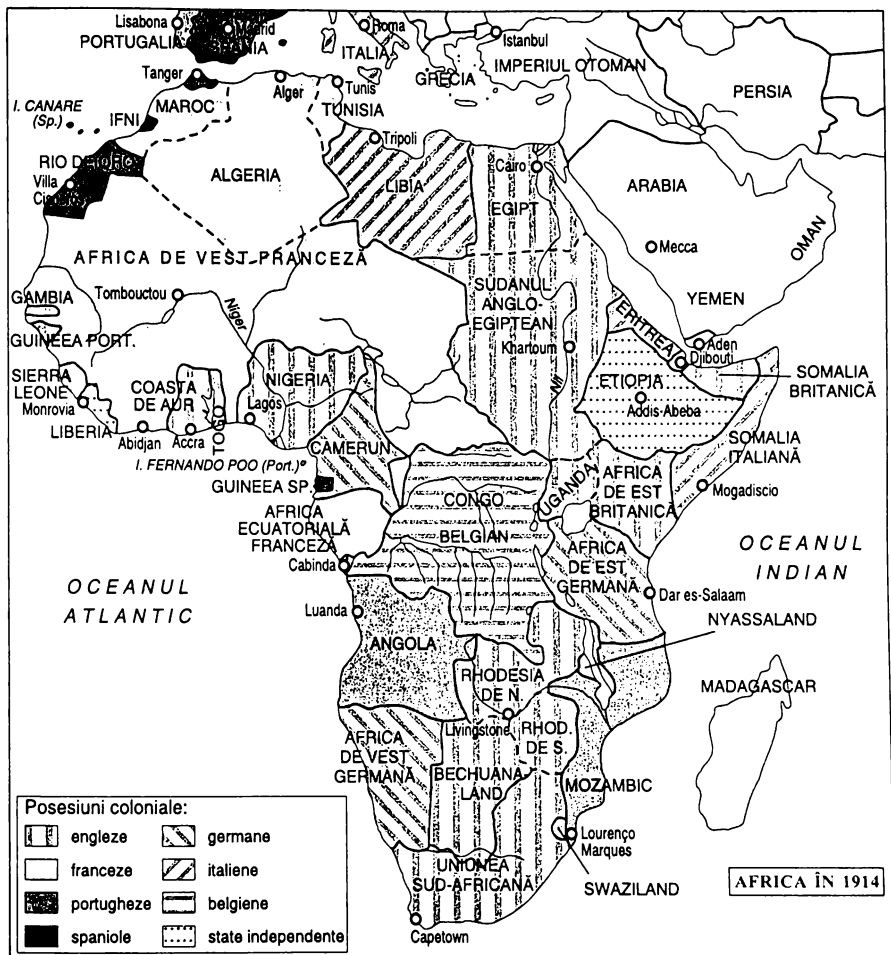 Lisabona
Madrid
PORTUGALIA
Roma
ITALIA
Istanbul
GRECIA
IMPERIUL OTOMAN
PERSIA
Tanger
Alger
Tunis
TUNISIA
I. CANARE
(Sp.)
IFNI
MAROC
Tripoli
RIO DE ORO
Villa
ALGERIA
LIBIA
Cairo
EGIPT
ARABIA
Mecca
OMAN
YEMEN
AFRICA DE VEST FRANCEZĂ
GAMBIA
Tombouctou
Niger
GUINEEA PORT.
SUDANUL
ANGLO-
EGIPTEAN
Khartoum
Nil
ERITREEA
Aden
Djibouti
SOMALIA
BRITANICĂ
SIERRA
LEONE
Monrovia
LIBERIA
COASTA
DE AUR
Abidjan
Accra
TOGO
NIGERIA
Lagos
ETIOPIA
Addis-Abeba
SOMALIA
ITALIANĂ
Mogadiscio
CAMERUN
I. FERNANDO POO (Port.)
GUINEEA SP.
AFRICA
ECUATORIALĂ
FRANCEZĂ
Cabinda
CONGO
BELGIAN
UGANDA
AFRICA
DE EST
BRITANICĂ
AFRICA
DE EST
GERMANĂ
Dar es-Salaam
OCEANUL
INDIAN
OCEANUL
ATLANTIC
Luanda
ANGOLA
NYASSALAND
RHODESIA
DE N.
MADAGASCAR
Livingstone
RHOD.
DE S.
AFRICA
DE VEST
GERMANĂ
BECHUANA-
LAND
MOZAMBIC
Lourenço
Marques
SWAZILAND
UNIONEA
SUD-AFRICANĂ
Capetown
Posesiuni coloniale:
engleze
germane
franceze
italiene
portugheze
belgiene
spaniole
state independente
AFRICA ÎN 1914